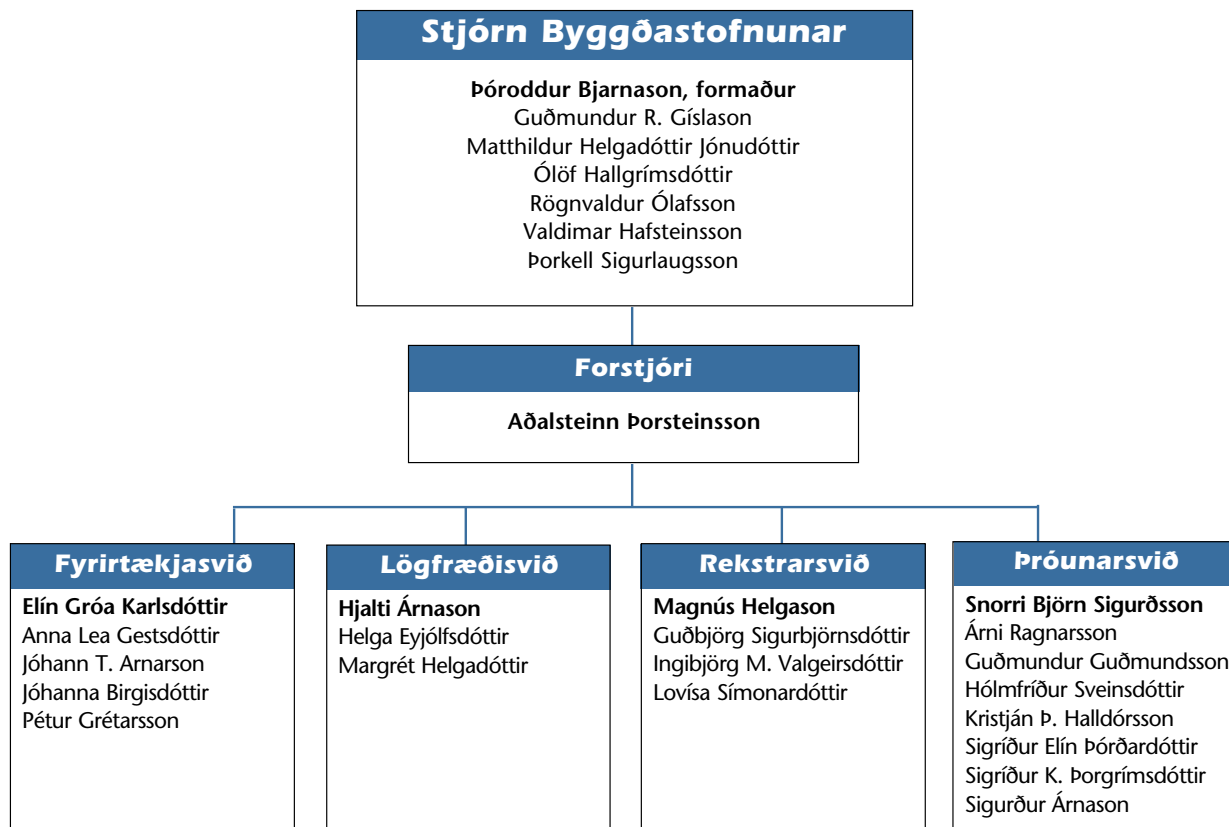 Stjórn Byggðastofnunar
Þóroddur Bjarnason, formaður
Guðmundur R. Gíslason
Matthildur Helgadóttir Jónudóttir
Ólöf Hallgrímsdóttir
Rögnvaldur Ólafsson
Valdimar Hafsteinsson
Þorkell Sigurlaugsson
Forstjóri
Aðalsteinn Þorsteinsson
Fyrirtækjasvið
Elín Gróa Karlsdóttir
Anna Lea Gestsdóttir
Jóhann T. Arnarson
Jóhanna Birgisdóttir
Pétur Grétarsson
Lögfræðisvið
Hjalti Árnason
Helga Eyjólfsdóttir
Margrét Helgadóttir
Rekstrarsvið
Magnús Helgason
Guðbjörg Sigurbjörnsdóttir
Ingibjörg M. Valgeirsdóttir
Lovísa Símonardóttir
Þróunarsvið
Snorri Björn Sigurðsson
Árni Ragnarsson
Guðmundur Guðmundsson
Hólmfríður Sveinsdóttir
Kristján Þ. Halldórsson
Sigríður Elín Þórðardóttir
Sigríður K. Þorgrímsdóttir
Sigurður Árnason